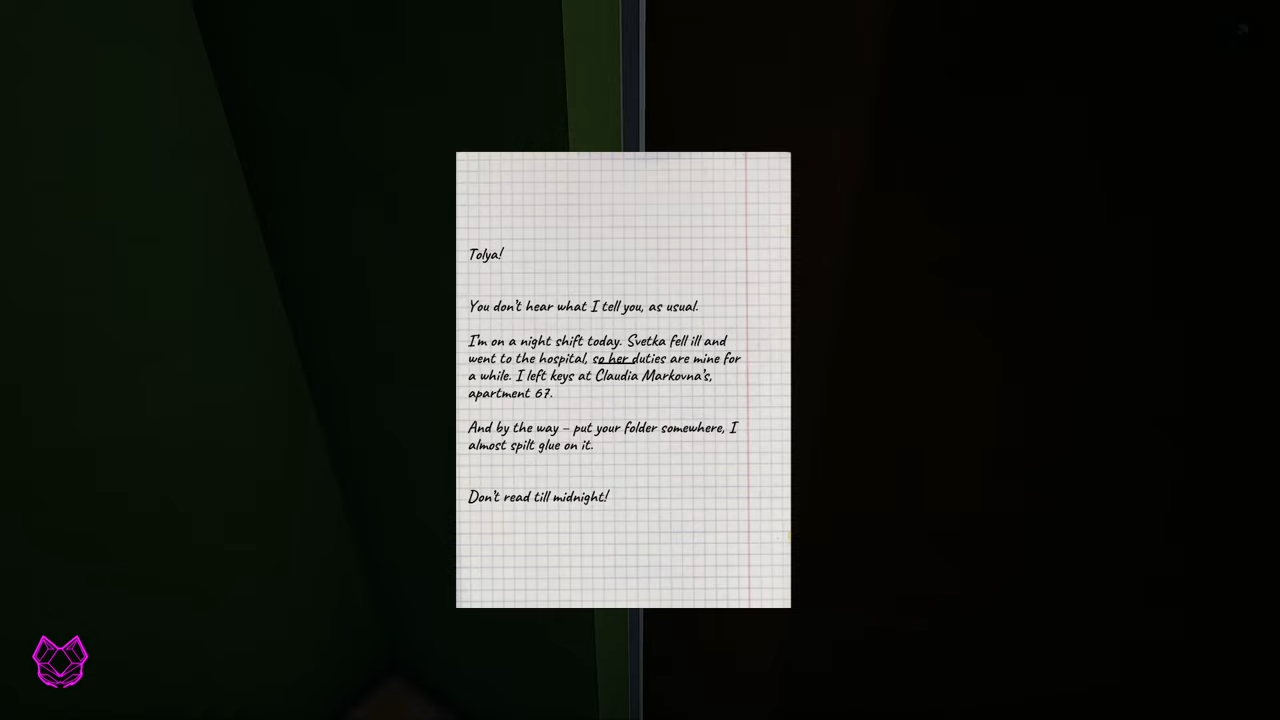 Tolya!
You don't hear what I tell you, as usual.
I'm on a night shift today. Svetka fell ill and
went to the hospital, so her duties are mine for
a while. I left keys at Claudia Markovna's,
apartment 67.
And by the way – put your folder somewhere, I
almost spilt glue on it.
Don't read till midnight!